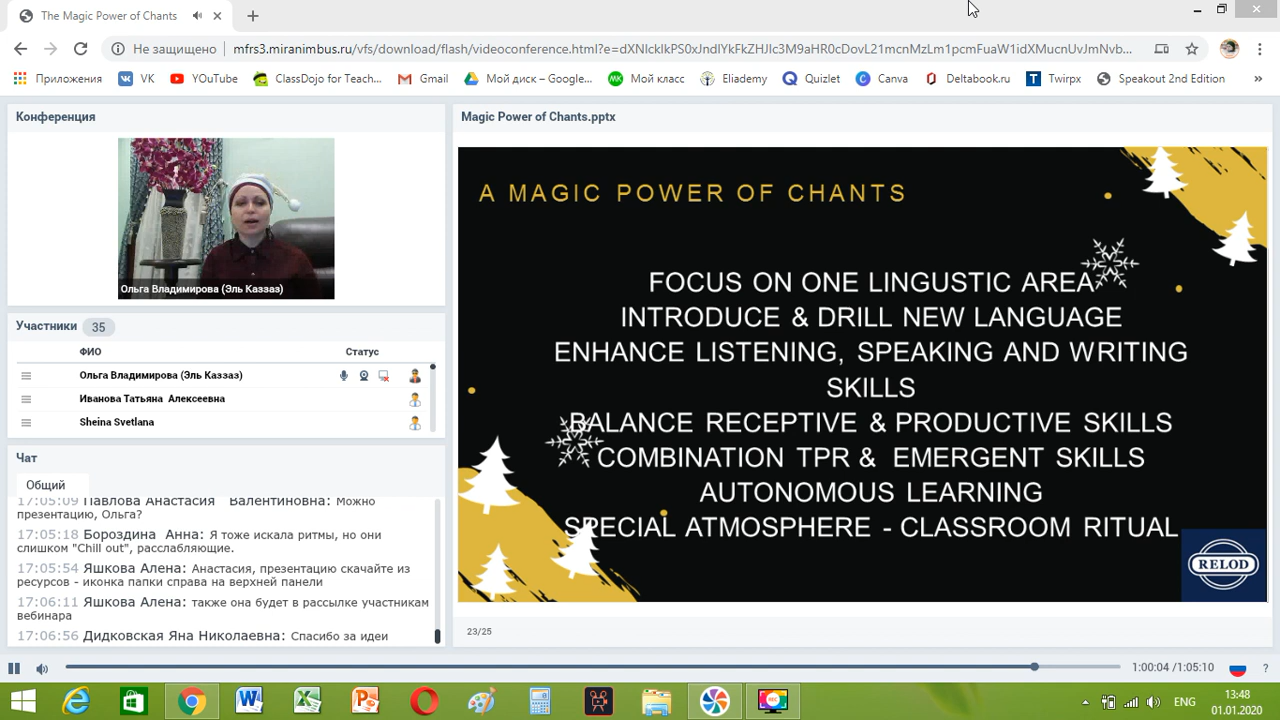 The Magic Power of Chants
Не защищено
mfrs3.miranimbus.ru/vfs/download/flash/videoconference.html?e=
Приложения
VK
YOutube
ClassDojo for Teach...
Gmail
Мой диск – Google...
Мой класс
Eliademy
Quizlet
Canva
Deltabook.ru
Twirpx
Speakout 2nd Edition
Конференция
Ольга Владимирова (Эль Каззаз)
Участники 35
ФИО Статус
Ольга Владимирова (Эль Каззаз)
Иванова Татьяна Алексеевна
Sheina Svetlana
Чат
Общий
17:05:09 Павлова Анастасия Валентиновна: Можно
презентацию, Ольга?
17:05:18 Бороздина Анна: Я тоже искала ритмы, но они
слишком "Chill out", расслабляющие.
17:05:54 Яшкова Алена: Анастасия, презентацию скачайте из
ресурсов - иконка папки справа на верхней панели
17:06:11 Яшкова Алена: также она будет в рассылке участникам
вебинара
17:06:56 Дидковская Яна Николаевна: Спасибо за идеи
Magic Power of Chants.pptx
A MAGIC POWER OF CHANTS
FOCUS ON ONE LINGUSTIC AREA
INTRODUCE & DRILL NEW LANGUAGE
ENHANCE LISTENING, SPEAKING AND WRITING
SKILLS
BALANCE RECEPTIVE & PRODUCTIVE SKILLS
COMBINATION TPR & EMERGENT SKILLS
AUTONOMOUS LEARNING
SPECIAL ATMOSPHERE - CLASSROOM RITUAL
RELOD
23/25
1:00:04 /1:05:10
?
ENG
13:48
01.01.2020